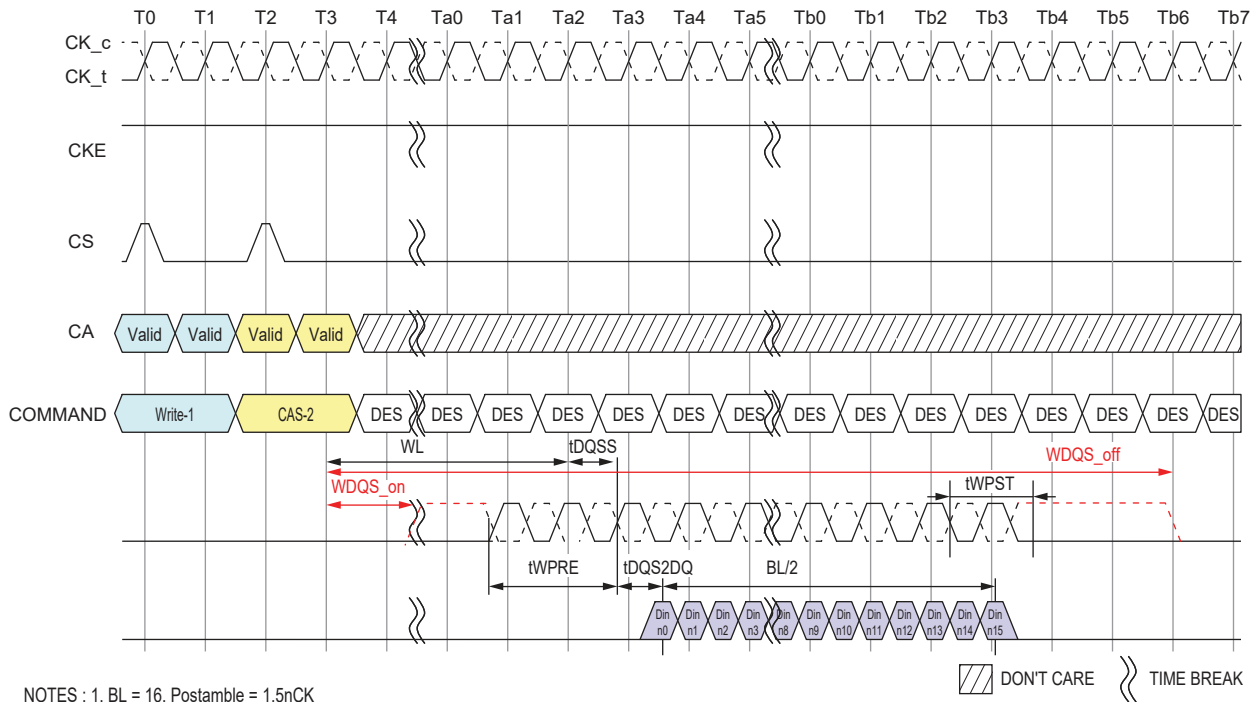 T0 T1 T2 T3 T4 Ta0 Ta1 Ta2 Ta3 Ta4 Ta5 Tb0 Tb1 Tb2 Tb3 Tb4 Tb5 Tb6 Tb7
CK_c
CK_t
CKE
CS
CA Valid Valid Valid Valid
COMMAND Write-1 CAS-2 DES DES DES DES DES DES DES DES DES DES DES DES DES DES DES
WL tDQSS
WDQS_off
WDQS_on tWPST
tWPRE tDQS2DQ BL/2
Din Din Din Din Din Din Din Din Din Din Din Din
n0 n1 n2 n3 n8 n9 n10 n11 n12 n13 n14 n15
DON'T CARE TIME BREAK
NOTES : 1. BL = 16, Postamble = 1.5nCK